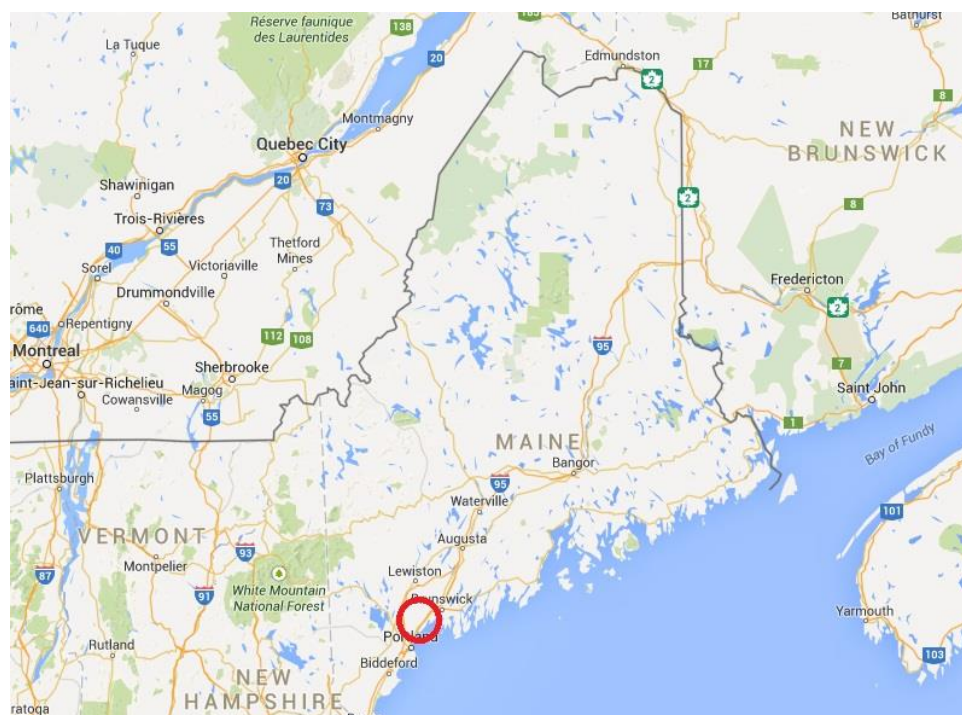 Réserve faunique
des Laurentides
138
185
Bathurst
La Tuque
20
Edmundston
17
2
8
Montmagny
Quebec City
NEW
BRUNSWICK
Shawinigan
20
73
2
8
Trois-Rivières
55
40
Thetford
Mines
Sorel
Victoriaville
Fredericton
Drummondville
2
rôme
640
Repentigny
112
108
95
Montreal
Sherbrooke
7
aint-Jean-sur-Richelieu
Magog
Cowansville
55
Saint John
1
MAINE
Bay of Fundy
Bangor
Plattsburgh
95
Waterville
101
VERMONT
93
Augusta
Montpelier
Lewiston
87
91
White Mountain
National Forest
Brunswick
Yarmouth
Portland
Rutland
Biddeford
103
NEW
HAMPSHIRE
ratoga